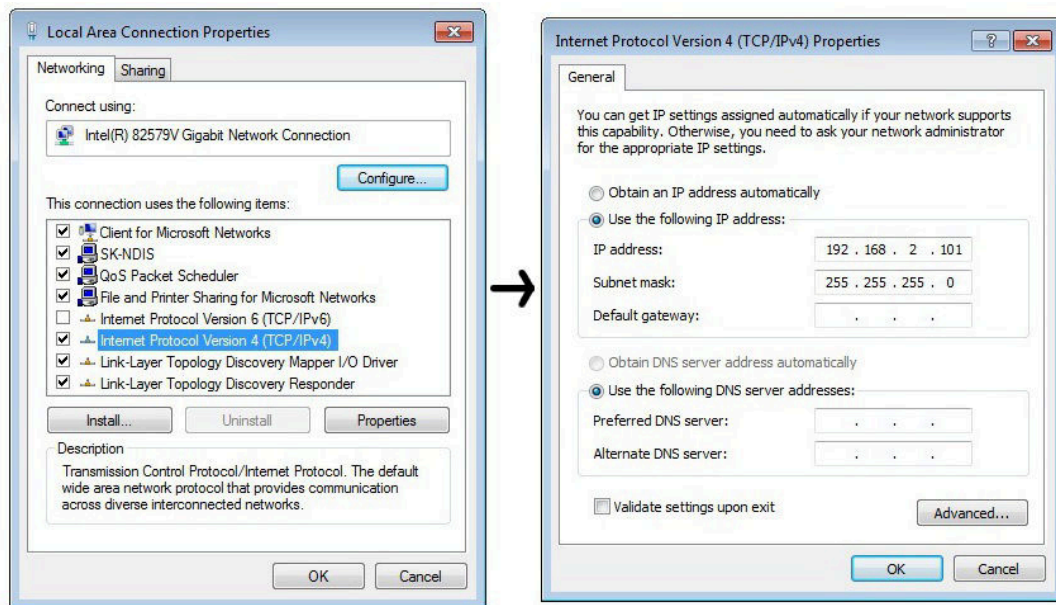 Local Area Connection Properties
Networking
Sharing
Connect using:
Intel(R) 82579V Gigabit Network Connection
Configure...
This connection uses the following items:
Client for Microsoft Networks
SK-NDIS
QoS Packet Scheduler
File and Printer Sharing for Microsoft Networks
Internet Protocol Version 6 (TCP/IPv6)
Internet Protocol Version 4 (TCP/IPv4)
Link-Layer Topology Discovery Mapper I/O Driver
Link-Layer Topology Discovery Responder
Install...
Uninstall
Properties
Description
Transmission Control Protocol/Internet Protocol. The default
wide area network protocol that provides communication
across diverse interconnected networks.
OK
Cancel
Internet Protocol Version 4 (TCP/IPv4) Properties
General
You can get IP settings assigned automatically if your network supports
this capability. Otherwise, you need to ask your network administrator
for the appropriate IP settings.
Obtain an IP address automatically
Use the following IP address:
IP address: 192 . 168 . 2 . 101
Subnet mask: 255 . 255 . 255 . 0
Default gateway: . . .
Obtain DNS server address automatically
Use the following DNS server addresses:
Preferred DNS server: . . .
Alternate DNS server: . . .
Validate settings upon exit
Advanced...
OK
Cancel